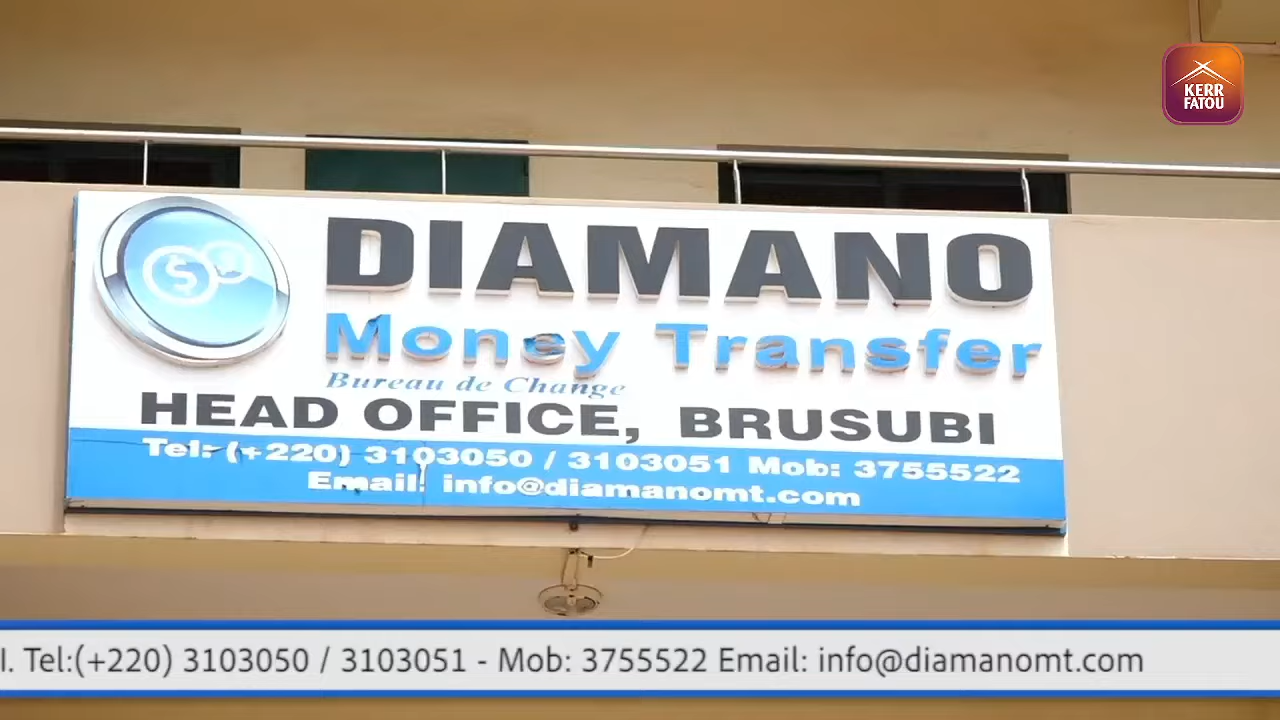 KERR
FATOU
DIAMANO
Money Transfer
Bureau de Change
HEAD OFFICE, BRUSUBI
Tel: (+220) 3103050 / 3103051 Mob: 3755522
Email: info@diamanomt.com
I. Tel:(+220) 3103050 / 3103051 - Mob: 3755522 Email: info@diamanomt.com